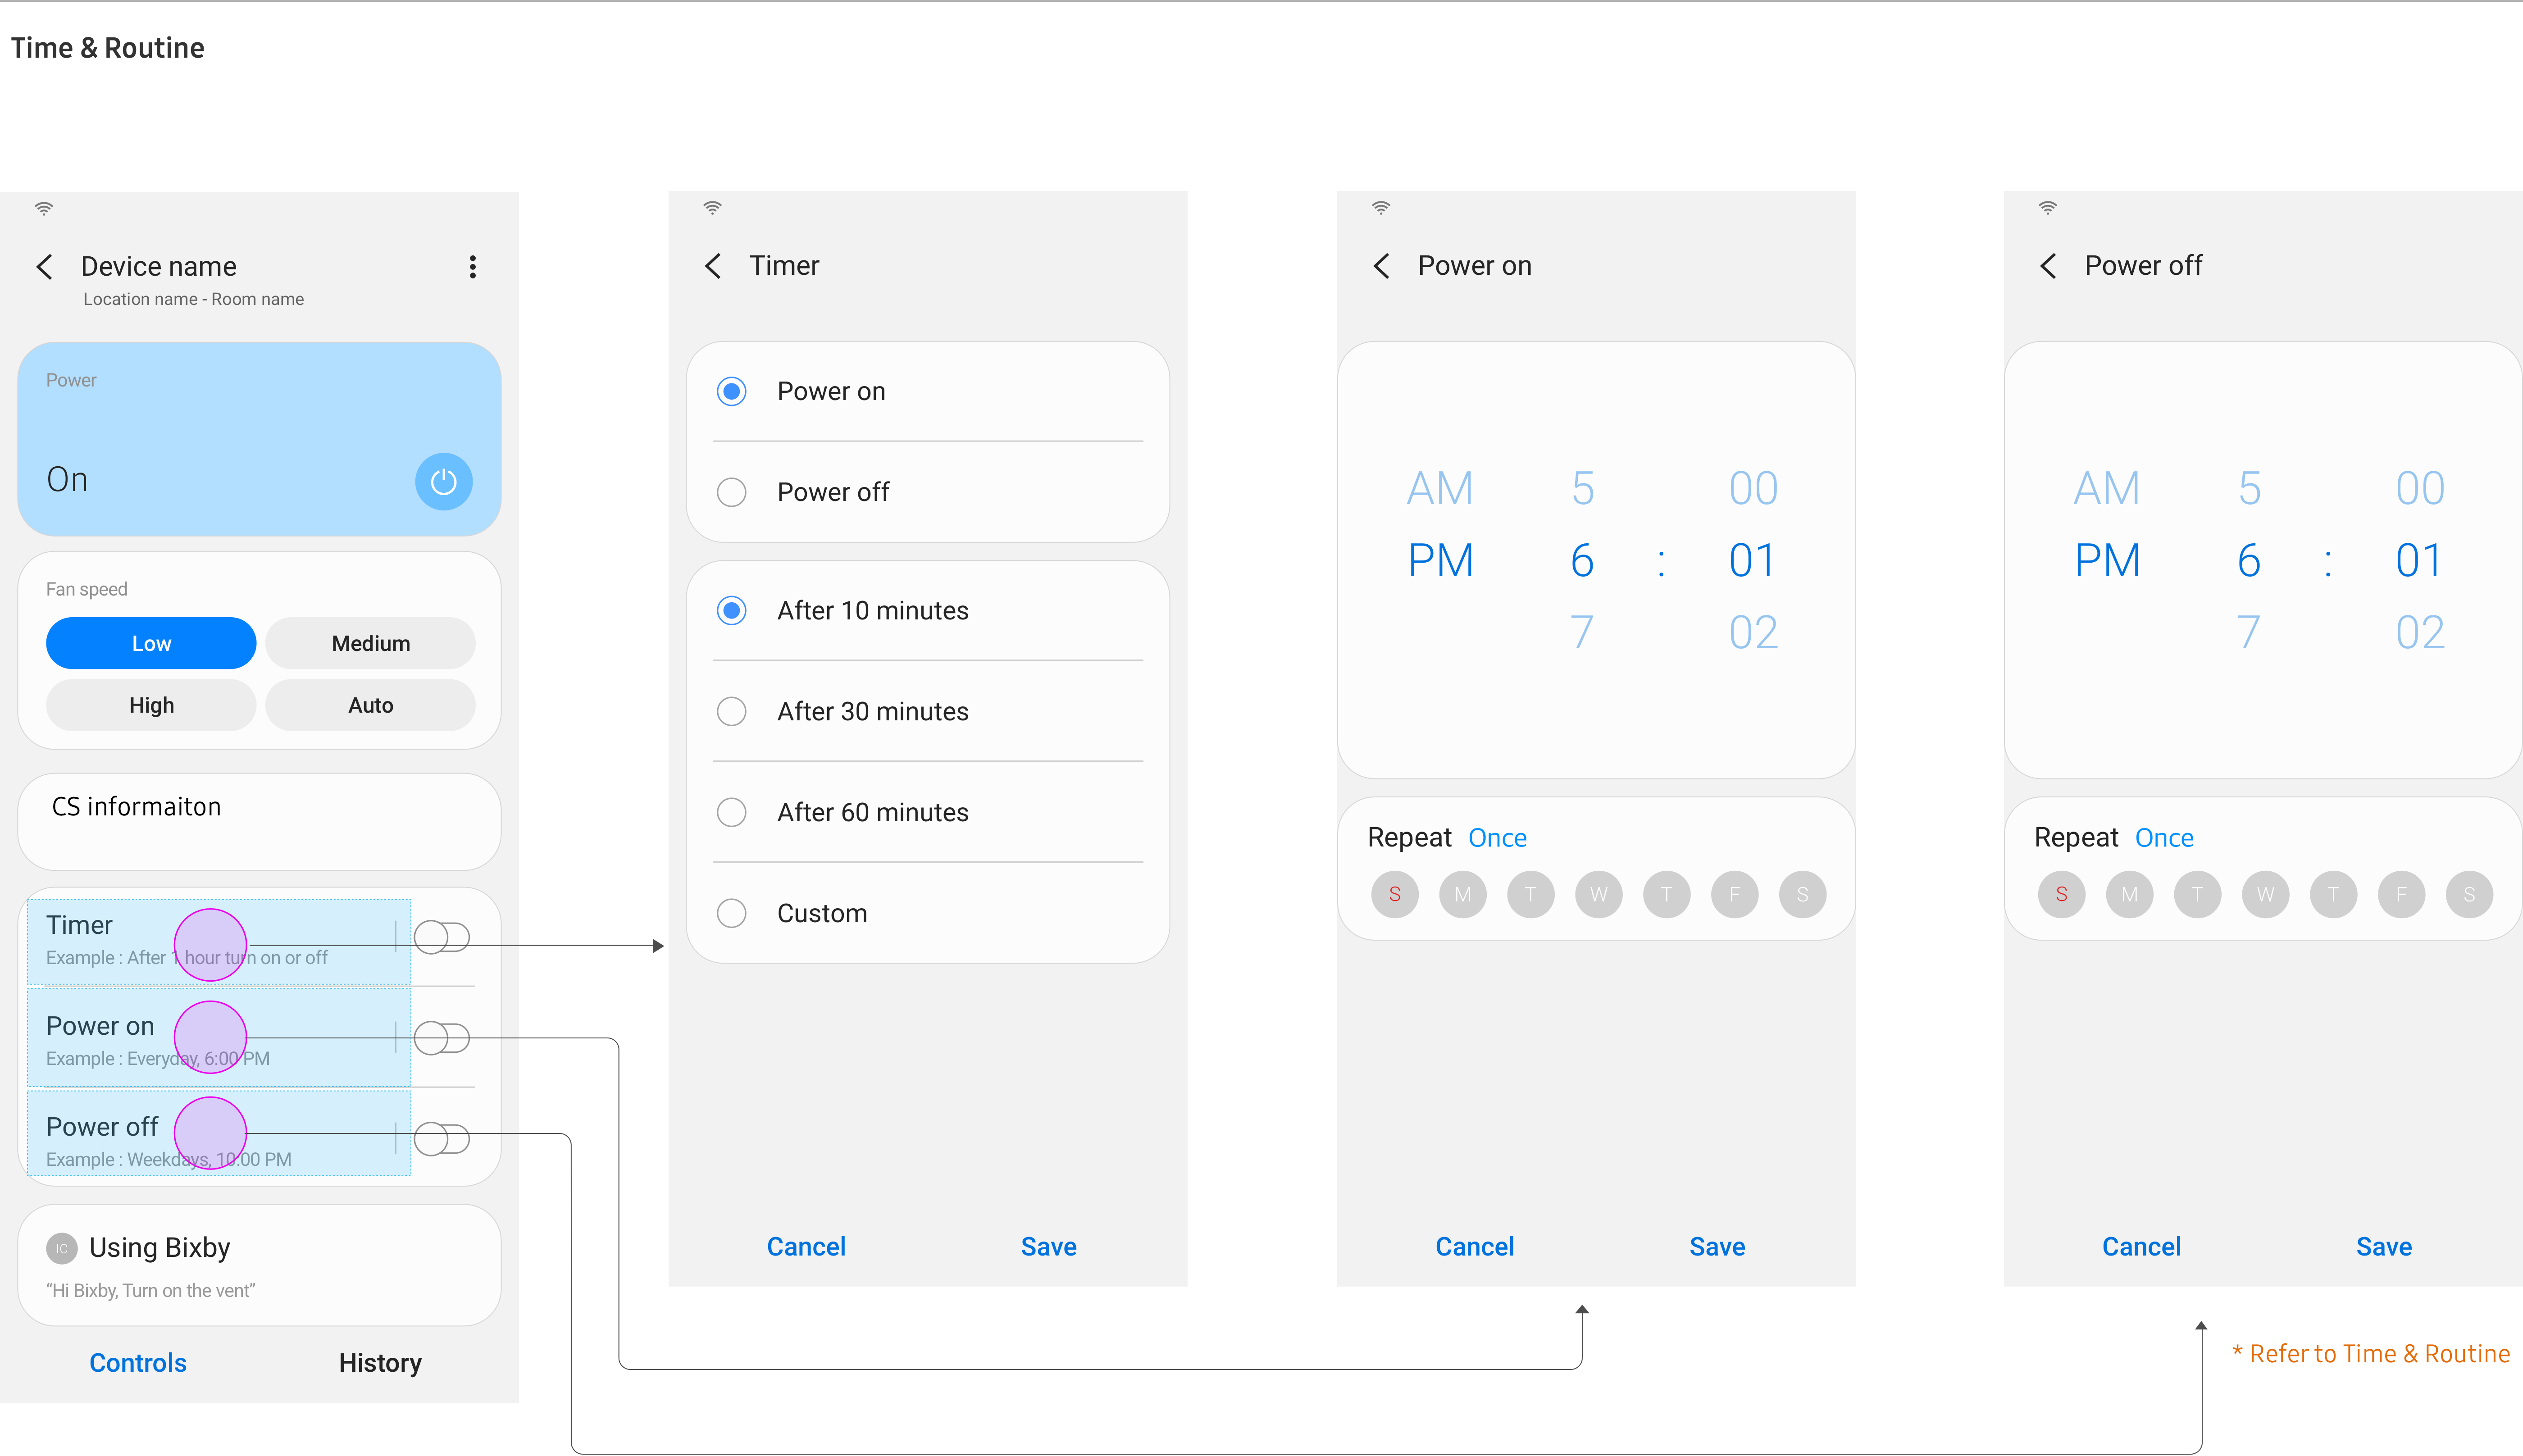 Time & Routine
Device name
Location name - Room name
Power
On
Fan speed
Low Medium
High Auto
CS informaiton
Timer
Example : After 1 hour turn on or off
Power on
Example : Everyday, 6:00 PM
Power off
Example : Weekdays, 10:00 PM
IC Using Bixby
“Hi Bixby, Turn on the vent”
Controls History
Timer
Power on
Power off
After 10 minutes
After 30 minutes
After 60 minutes
Custom
Cancel Save
Power on
AM 5 00
PM 6 : 01
7 02
Repeat Once
S M T W T F S
Cancel Save
Power off
AM 5 00
PM 6 : 01
7 02
Repeat Once
S M T W T F S
Cancel Save
* Refer to Time & Routine